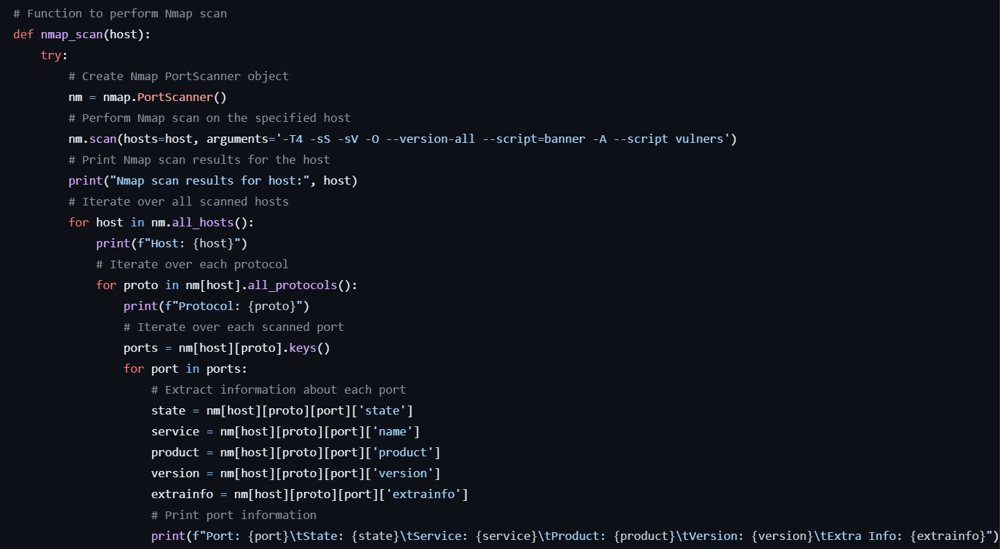 # Function to perform Nmap scan
def nmap_scan(host):
    try:
        # Create Nmap PortScanner object
        nm = nmap.PortScanner()
        # Perform Nmap scan on the specified host
        nm.scan(hosts=host, arguments='-T4 -sS -sV -O --version-all --script=banner -A --script vulners')
        # Print Nmap scan results for the host
        print("Nmap scan results for host:", host)
        # Iterate over all scanned hosts
        for host in nm.all_hosts():
            print(f"Host: {host}")
            # Iterate over each protocol
            for proto in nm[host].all_protocols():
                print(f"Protocol: {proto}")
                # Iterate over each scanned port
                ports = nm[host][proto].keys()
                for port in ports:
                    # Extract information about each port
                    state = nm[host][proto][port]['state']
                    service = nm[host][proto][port]['name']
                    product = nm[host][proto][port]['product']
                    version = nm[host][proto][port]['version']
                    extrainfo = nm[host][proto][port]['extrainfo']
                    # Print port information
                    print(f"Port: {port}\tState: {state}\tService: {service}\tProduct: {product}\tVersion: {version}\tExtra Info: {extrainfo}")